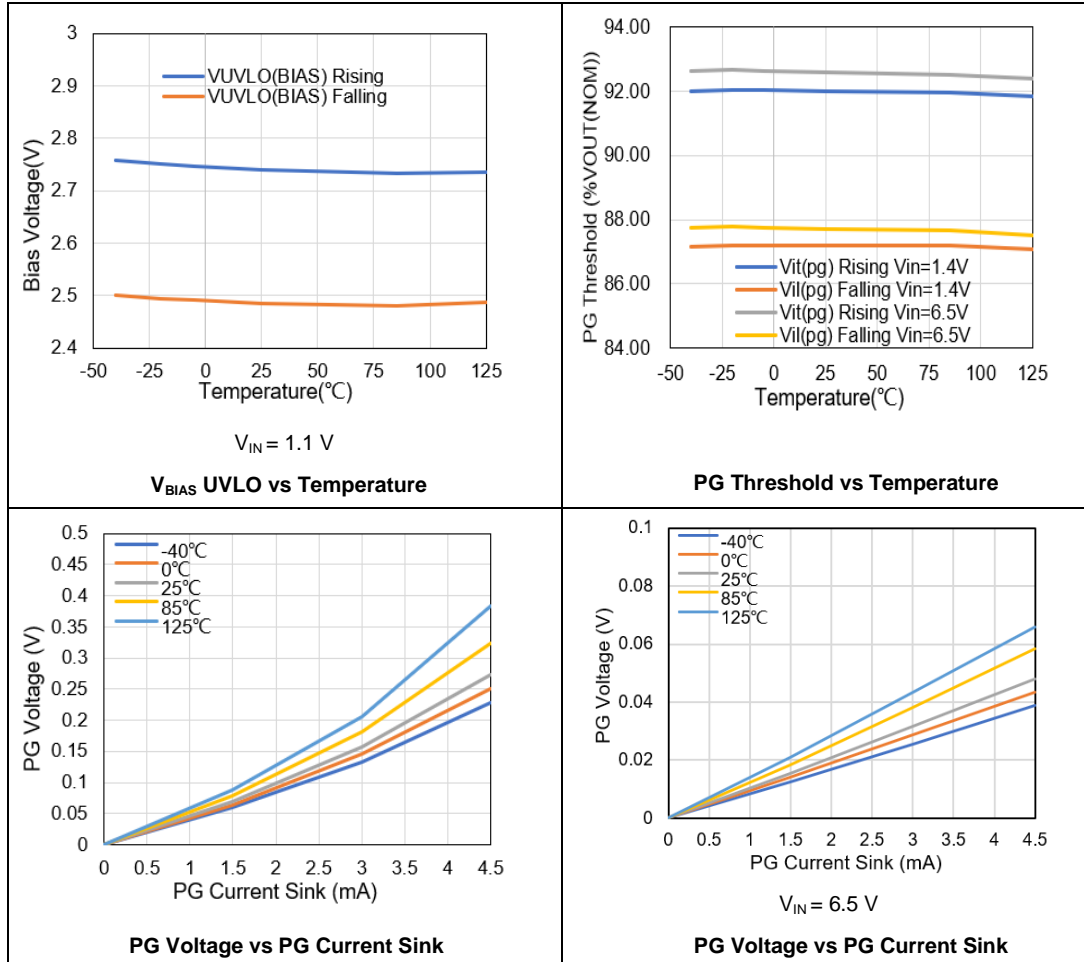 3
2.9
2.8
2.7
2.6
2.5
2.4
VUVLO(BIAS) Rising
VUVLO(BIAS) Falling
Bias Voltage(V)
-50 -25 0 25 50 75 100 125
Temperature(℃)
VIN = 1.1 V
VBIAS UVLO vs Temperature
94.00
92.00
90.00
88.00
86.00
84.00
PG Threshold (%VOUT(NOM))
Vit(pg) Rising Vin=1.4V
Vil(pg) Falling Vin=1.4V
Vit(pg) Rising Vin=6.5V
Vil(pg) Falling Vin=6.5V
-50 -25 0 25 50 75 100 125
Temperature(℃)
PG Threshold vs Temperature
0.5
0.45
0.4
0.35
0.3
0.25
0.2
0.15
0.1
0.05
0
-40℃
0℃
25℃
85℃
125℃
PG Voltage (V)
0 0.5 1 1.5 2 2.5 3 3.5 4 4.5
PG Current Sink (mA)
PG Voltage vs PG Current Sink
0.1
0.08
0.06
0.04
0.02
0
-40℃
0℃
25℃
85℃
125℃
PG Voltage (V)
0 0.5 1 1.5 2 2.5 3 3.5 4 4.5
PG Current Sink (mA)
VIN = 6.5 V
PG Voltage vs PG Current Sink